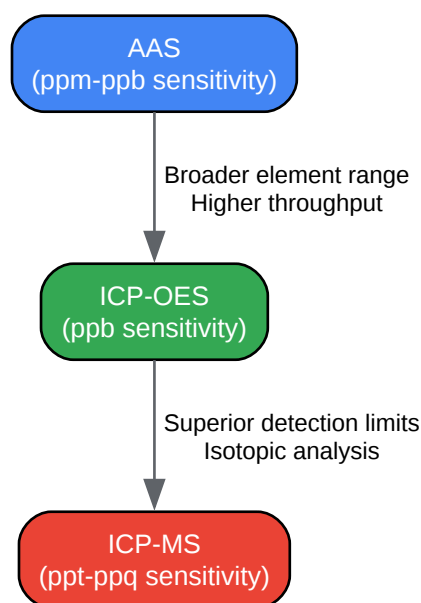 AAS
(ppm-ppb sensitivity)
Broader element range
Higher throughput
ICP-OES
(ppb sensitivity)
Superior detection limits
Isotopic analysis
ICP-MS
(ppt-ppq sensitivity)